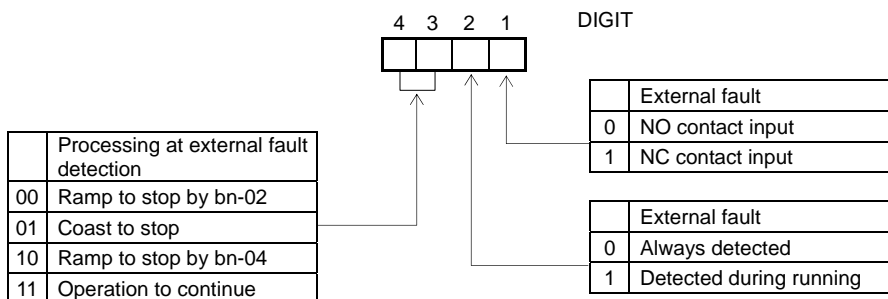 4 3 2 1 DIGIT
External fault
0 NO contact input
1 NC contact input
Processing at external fault
detection
00 Ramp to stop by bn-02
01 Coast to stop
10 Ramp to stop by bn-04
11 Operation to continue
External fault
0 Always detected
1 Detected during running